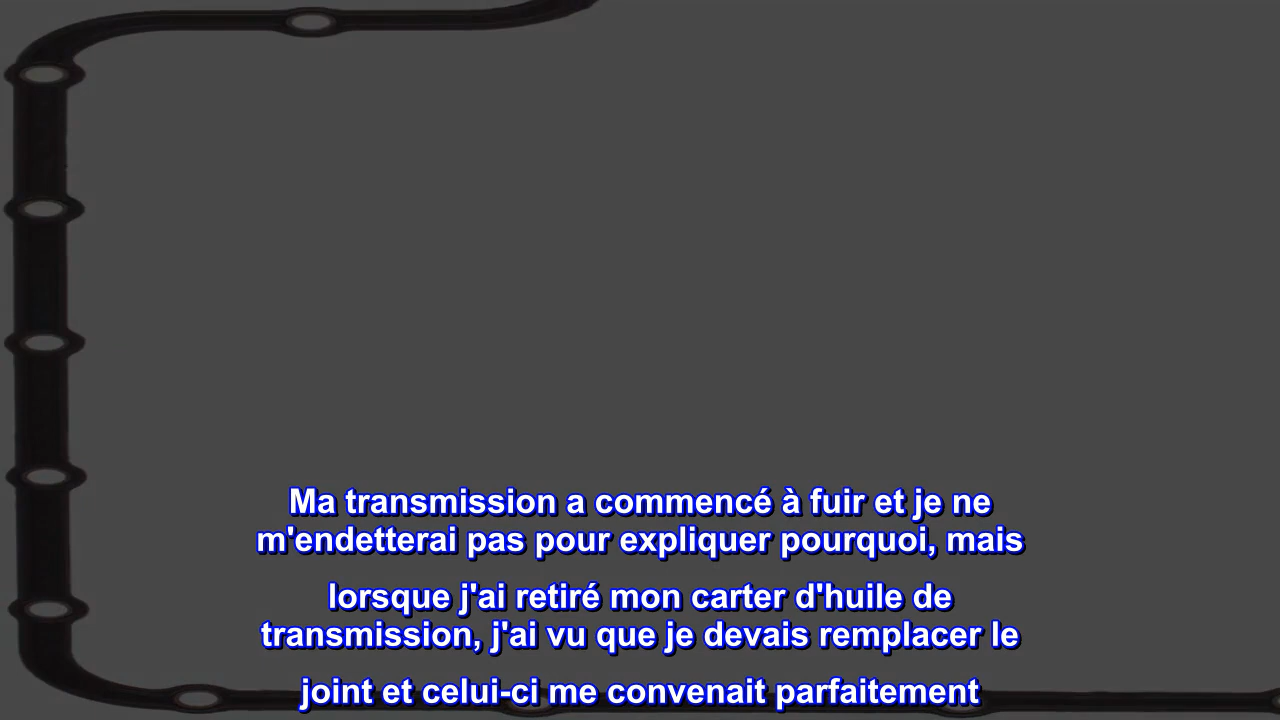 Ma transmission a commencé à fuir et je ne
m'endetterai pas pour expliquer pourquoi, mais
lorsque j'ai retiré mon carter d'huile de
transmission, j'ai vu que je devais remplacer le
joint et celui-ci me convenait parfaitement